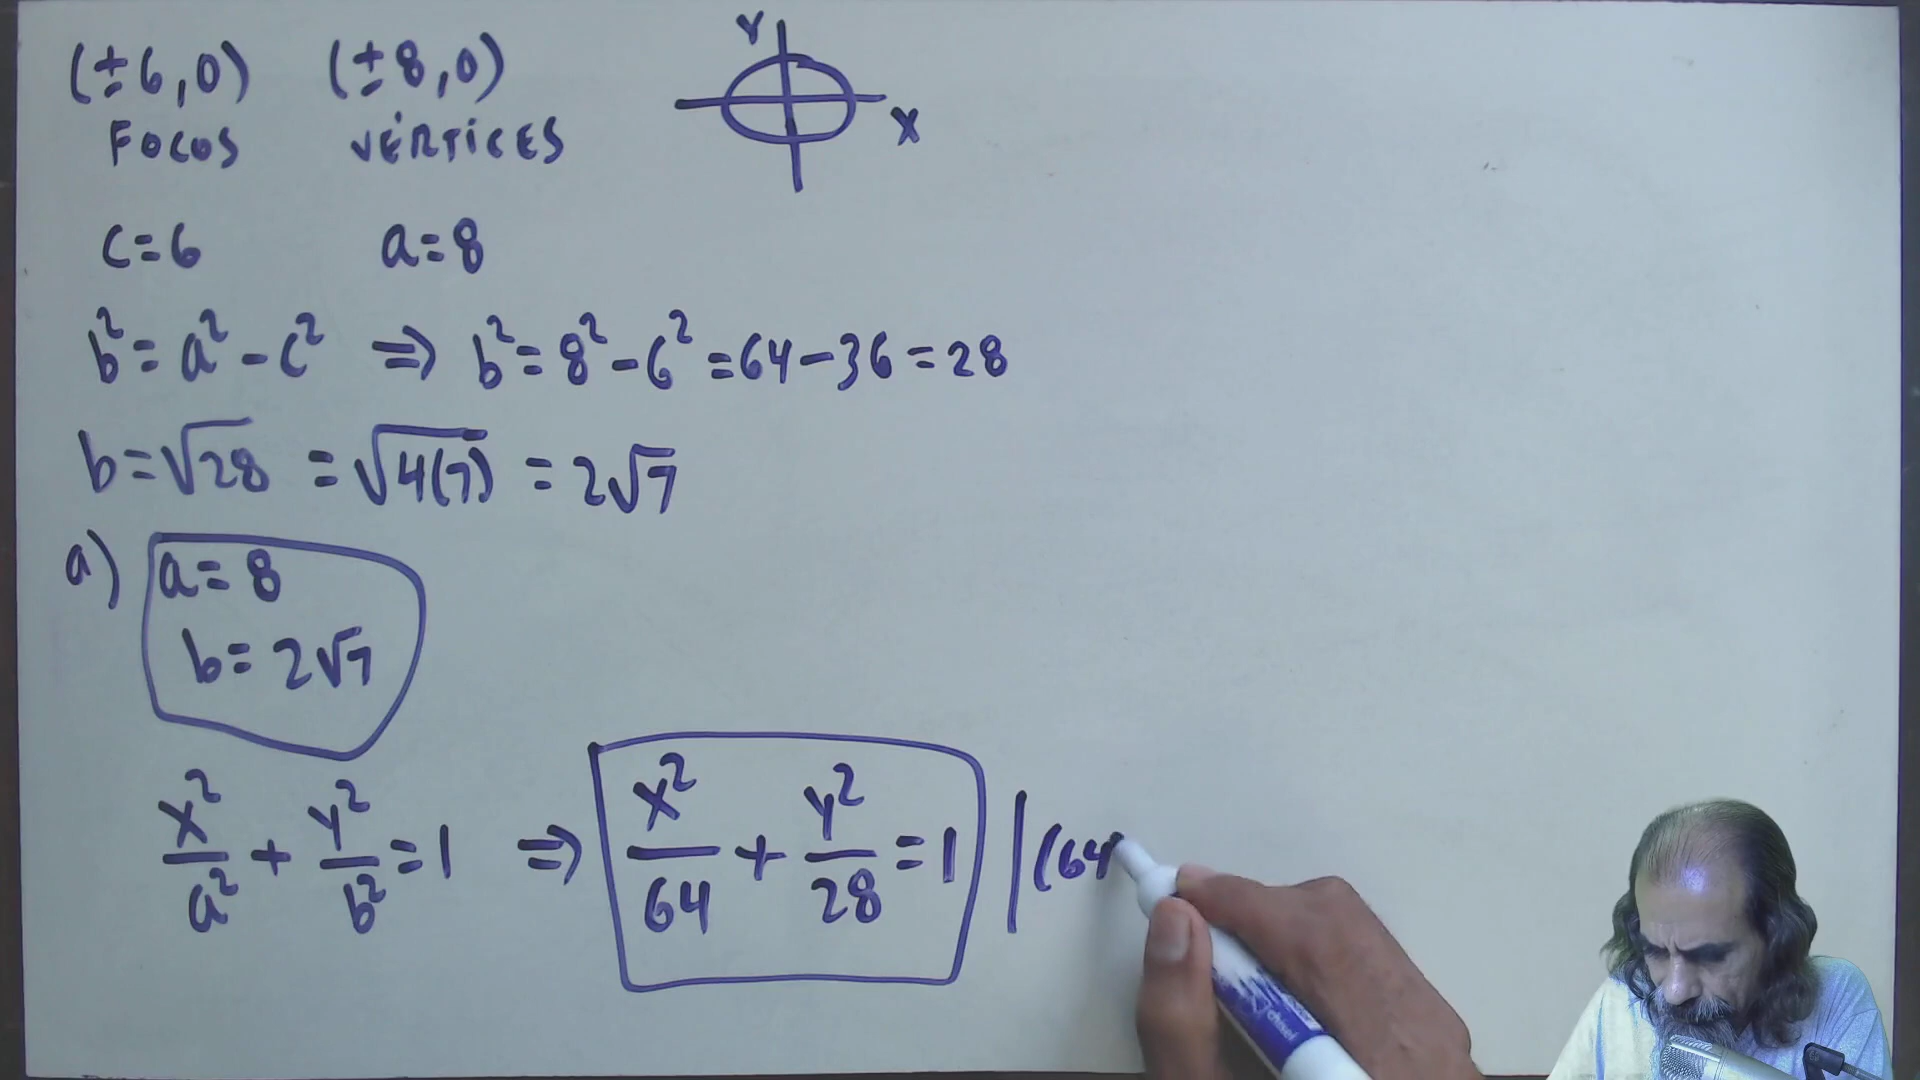 (±6,0) (±8,0) Y
X
FOCOS VÉRTICES
c=6 a=8
b²=a²-c² ⇒ b²=8²-6²=64-36=28
b=√28 = √4(7) = 2√7
a) a=8
b=2√7
x²/a² + y²/b² = 1 ⇒ x²/64 + y²/28 = 1 | (64